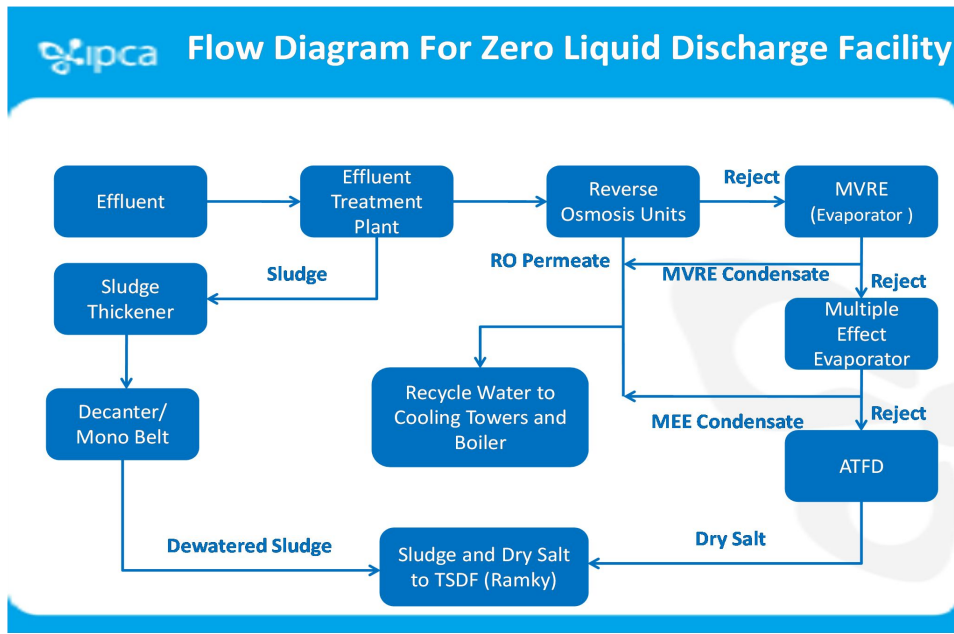 ipca
Flow Diagram For Zero Liquid Discharge Facility
Effluent
Effluent
Treatment
Plant
Reverse
Osmosis Units
Reject
MVRE
(Evaporator )
RO Permeate
MVRE Condensate
Reject
Sludge
Sludge
Thickener
Multiple
Effect
Evaporator
Decanter/
Mono Belt
Recycle Water to
Cooling Towers and
Boiler
MEE Condensate
Reject
ATFD
Dewatered Sludge
Sludge and Dry Salt
to TSDF (Ramky)
Dry Salt